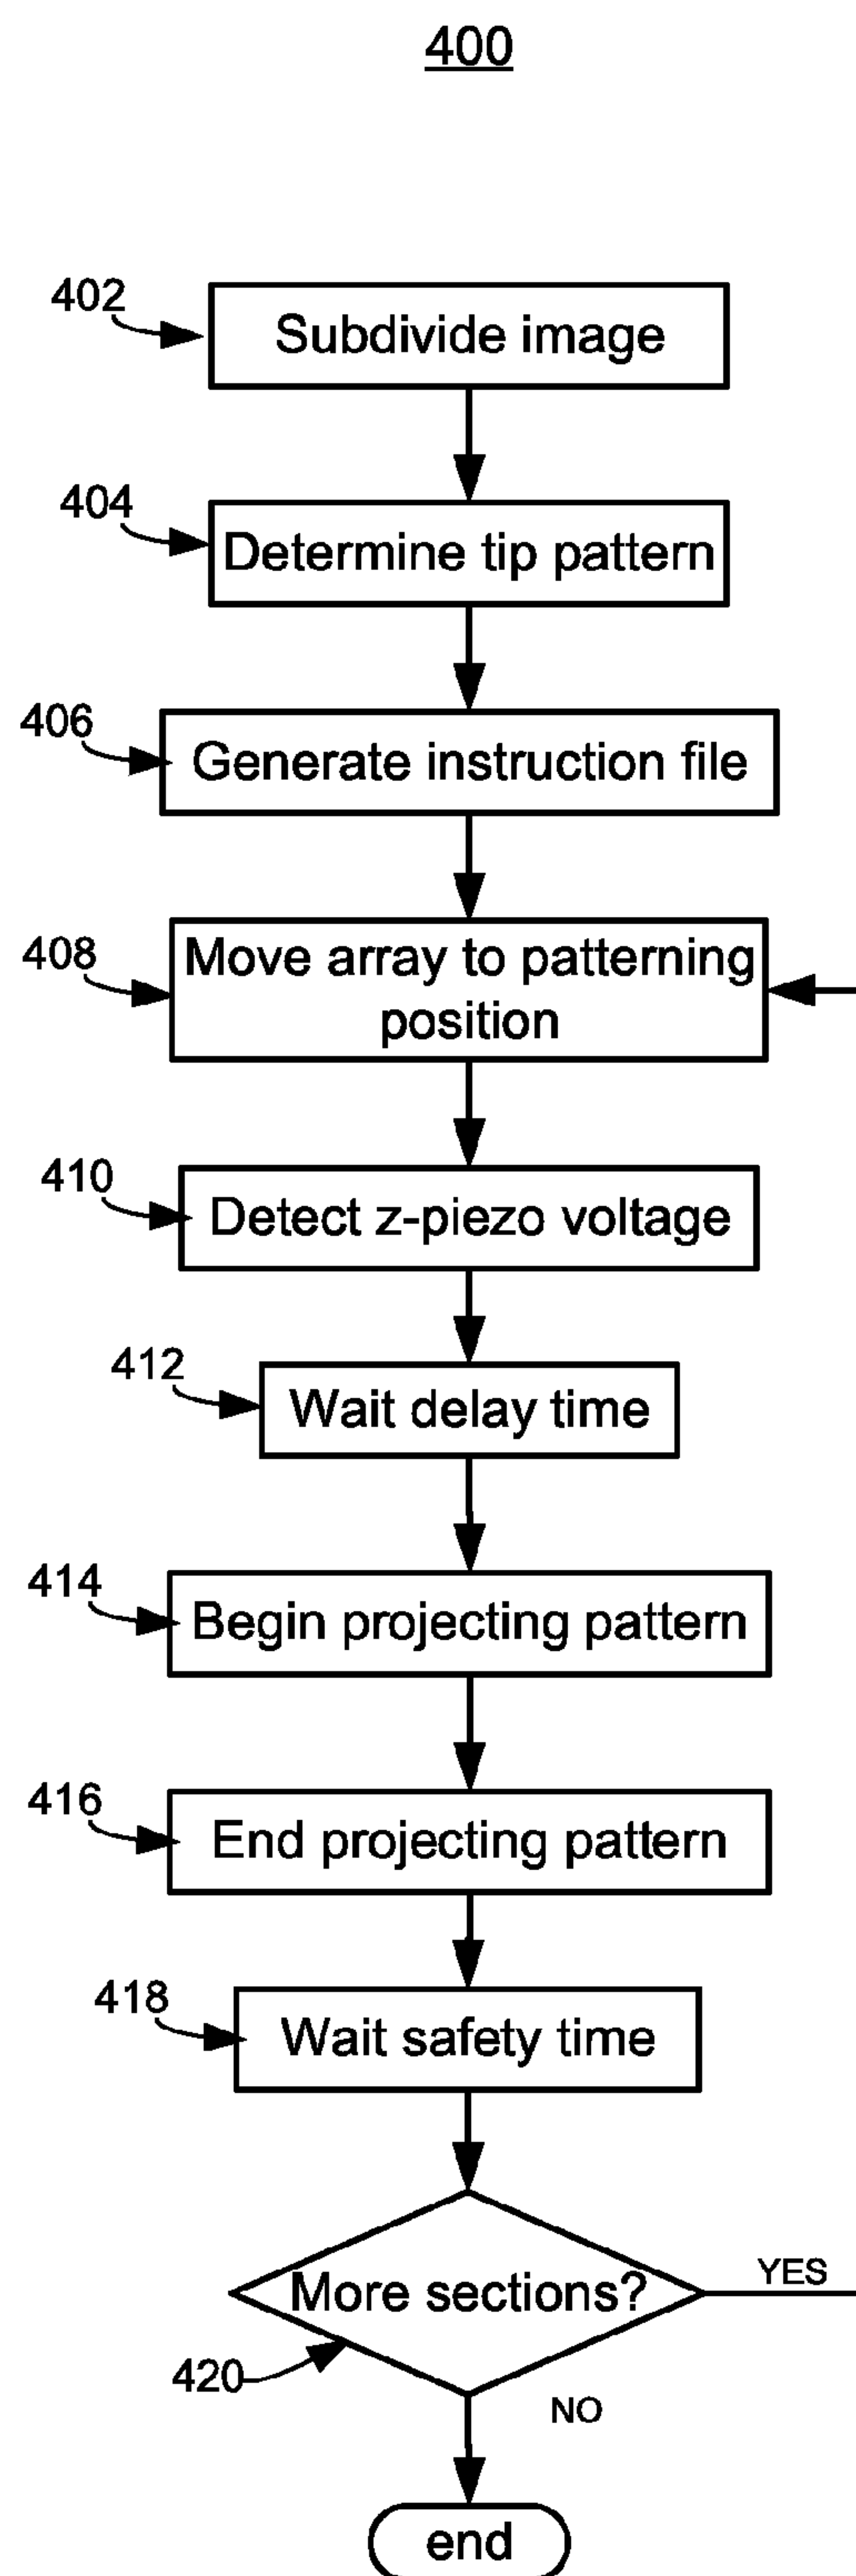 400
402
Subdivide image
404
Determine tip pattern
406
Generate instruction file
408
Move array to patterning
position
410
Detect z-piezo voltage
412
Wait delay time
414
Begin projecting pattern
416
End projecting pattern
418
Wait safety time
More sections?
YES
420
NO
end